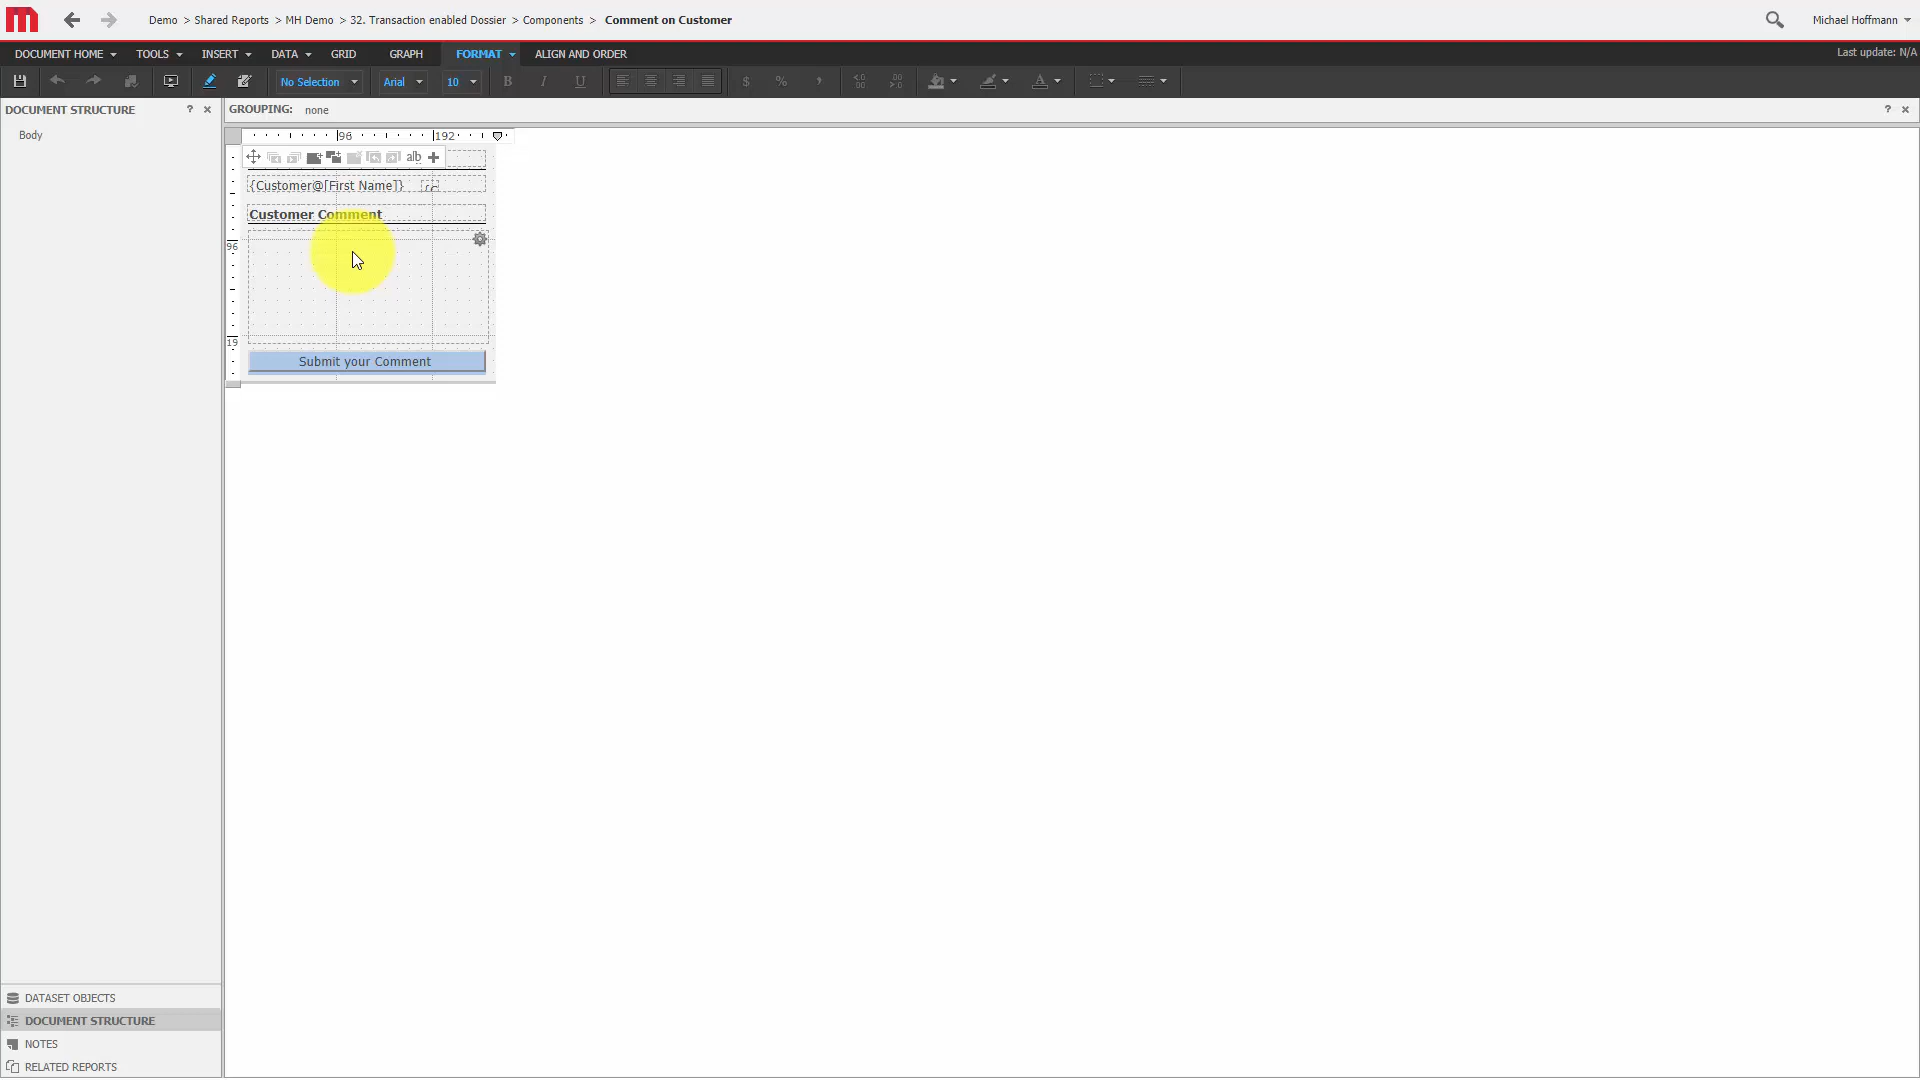 Demo > Shared Reports > MH Demo > 32. Transaction enabled Dossier > Components > Comment on Customer
Michael Hoffmann
DOCUMENT HOME TOOLS INSERT DATA GRID GRAPH FORMAT ALIGN AND ORDER
Last update: N/A
No Selection Arial 10 B I U $ % ,
DOCUMENT STRUCTURE ? ×
GROUPING: none ? ×
Body
96 192
alb
{Customer@[First Name]}
Customer Comment
96
19
Submit your Comment
DATASET OBJECTS
DOCUMENT STRUCTURE
NOTES
RELATED REPORTS